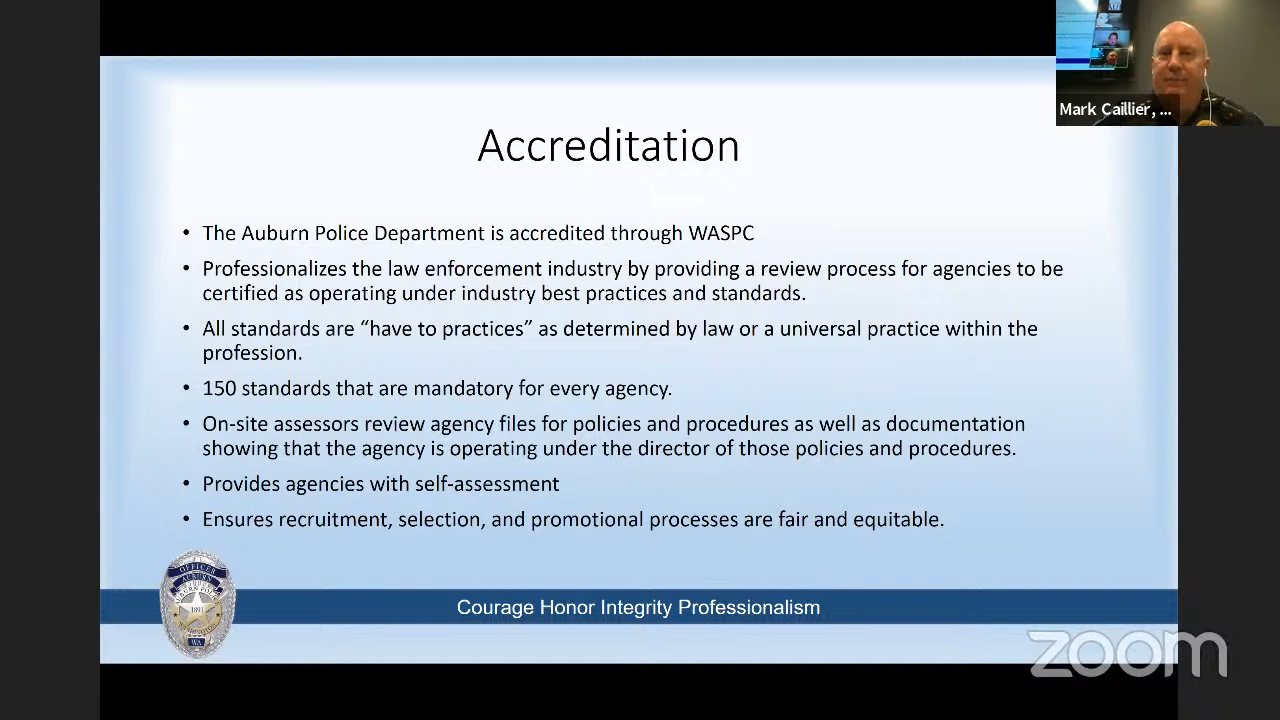 Mark Caillier, ...
Accreditation
• The Auburn Police Department is accredited through WASPC
• Professionalizes the law enforcement industry by providing a review process for agencies to be
certified as operating under industry best practices and standards.
• All standards are “have to practices” as determined by law or a universal practice within the
profession.
• 150 standards that are mandatory for every agency.
• On-site assessors review agency files for policies and procedures as well as documentation
showing that the agency is operating under the director of those policies and procedures.
• Provides agencies with self-assessment
• Ensures recruitment, selection, and promotional processes are fair and equitable.
OFFICER
AUBURN
1891
WASHINGTON
WA
Courage Honor Integrity Professionalism
zoom